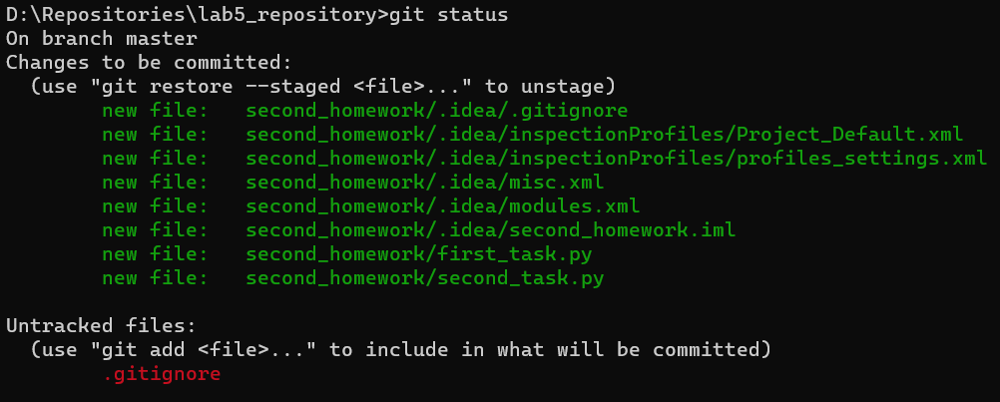 D:\Repositories\lab5_repository>git status
On branch master
Changes to be committed:
  (use "git restore --staged <file>..." to unstage)
        new file:   second_homework/.idea/.gitignore
        new file:   second_homework/.idea/inspectionProfiles/Project_Default.xml
        new file:   second_homework/.idea/inspectionProfiles/profiles_settings.xml
        new file:   second_homework/.idea/misc.xml
        new file:   second_homework/.idea/modules.xml
        new file:   second_homework/.idea/second_homework.iml
        new file:   second_homework/first_task.py
        new file:   second_homework/second_task.py

Untracked files:
  (use "git add <file>..." to include in what will be committed)
        .gitignore